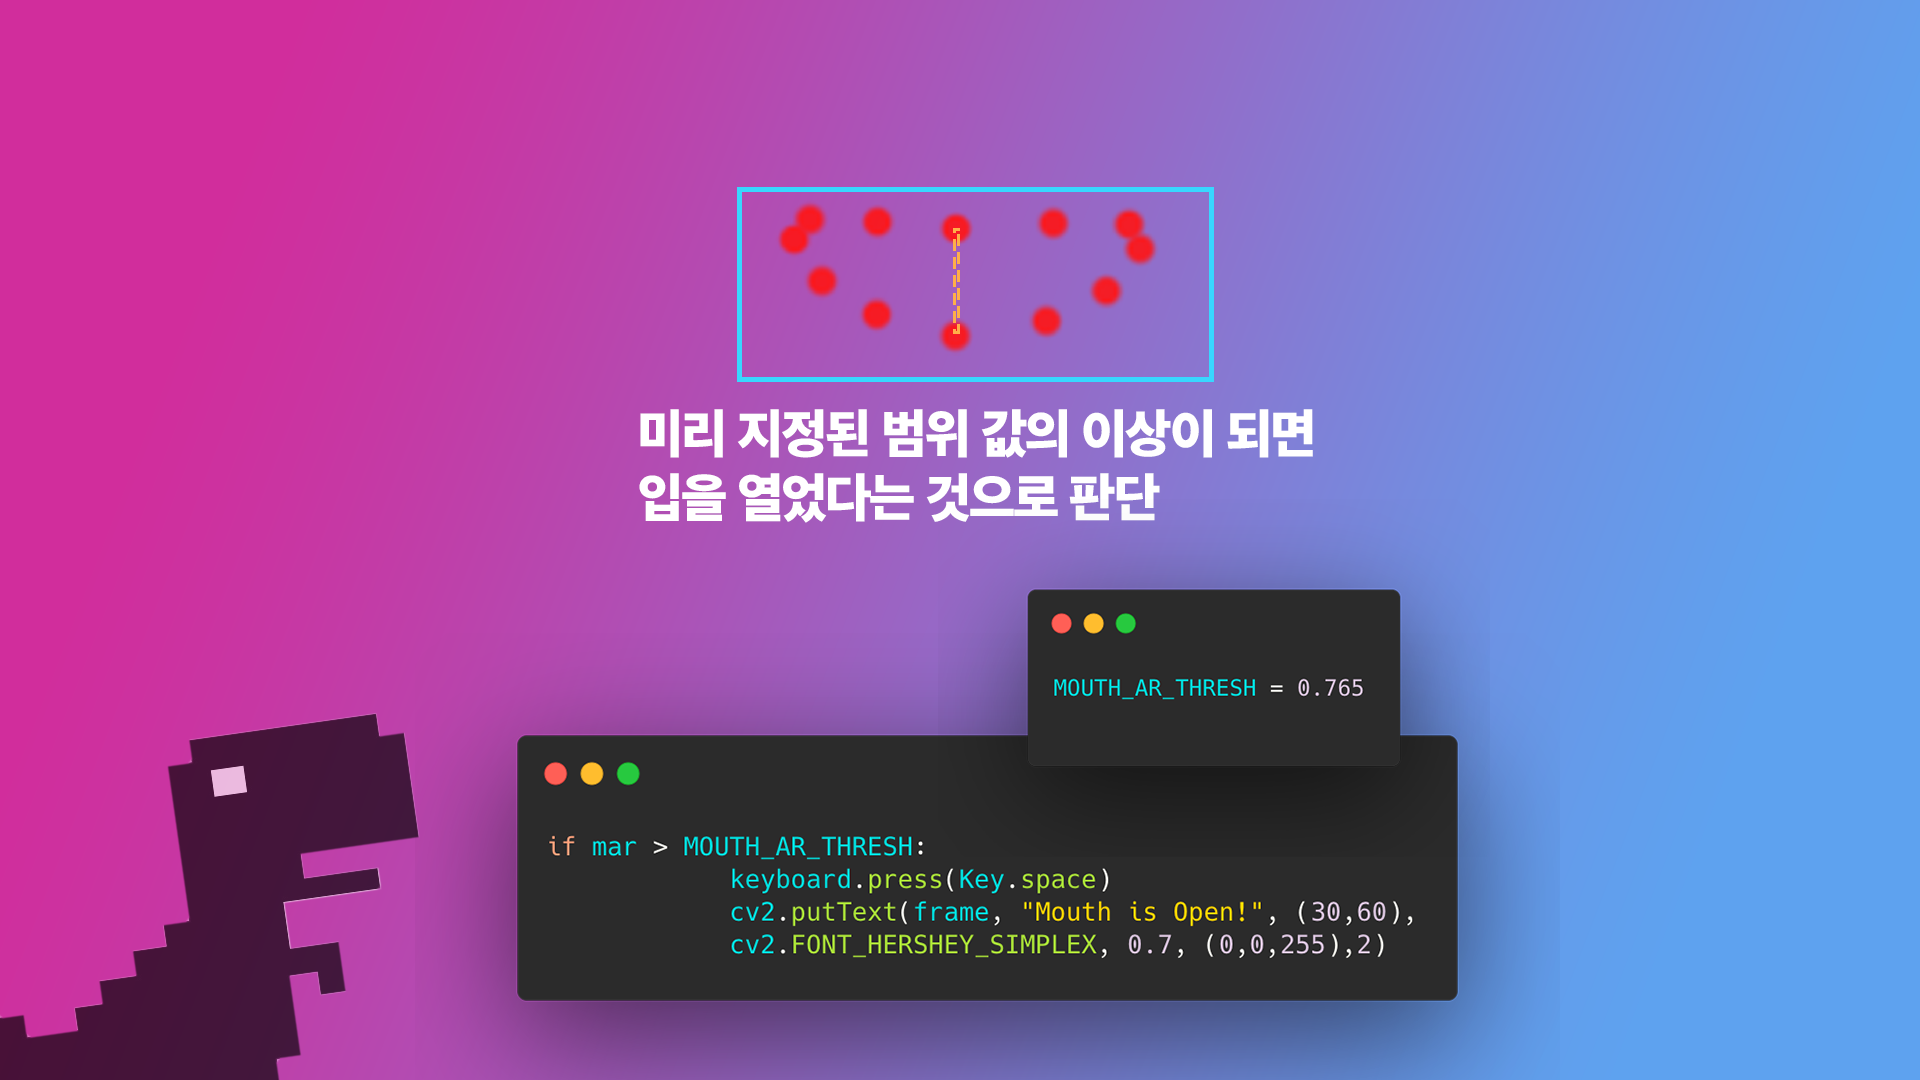 미리 지정된 범위 값의 이상이 되면
입을 열었다는 것으로 판단
MOUTH_AR_THRESH = 0.765
if mar > MOUTH_AR_THRESH:
keyboard.press(Key.space)
cv2.putText(frame, "Mouth is Open!", (30,60),
cv2.FONT_HERSHEY_SIMPLEX, 0.7, (0,0,255),2)